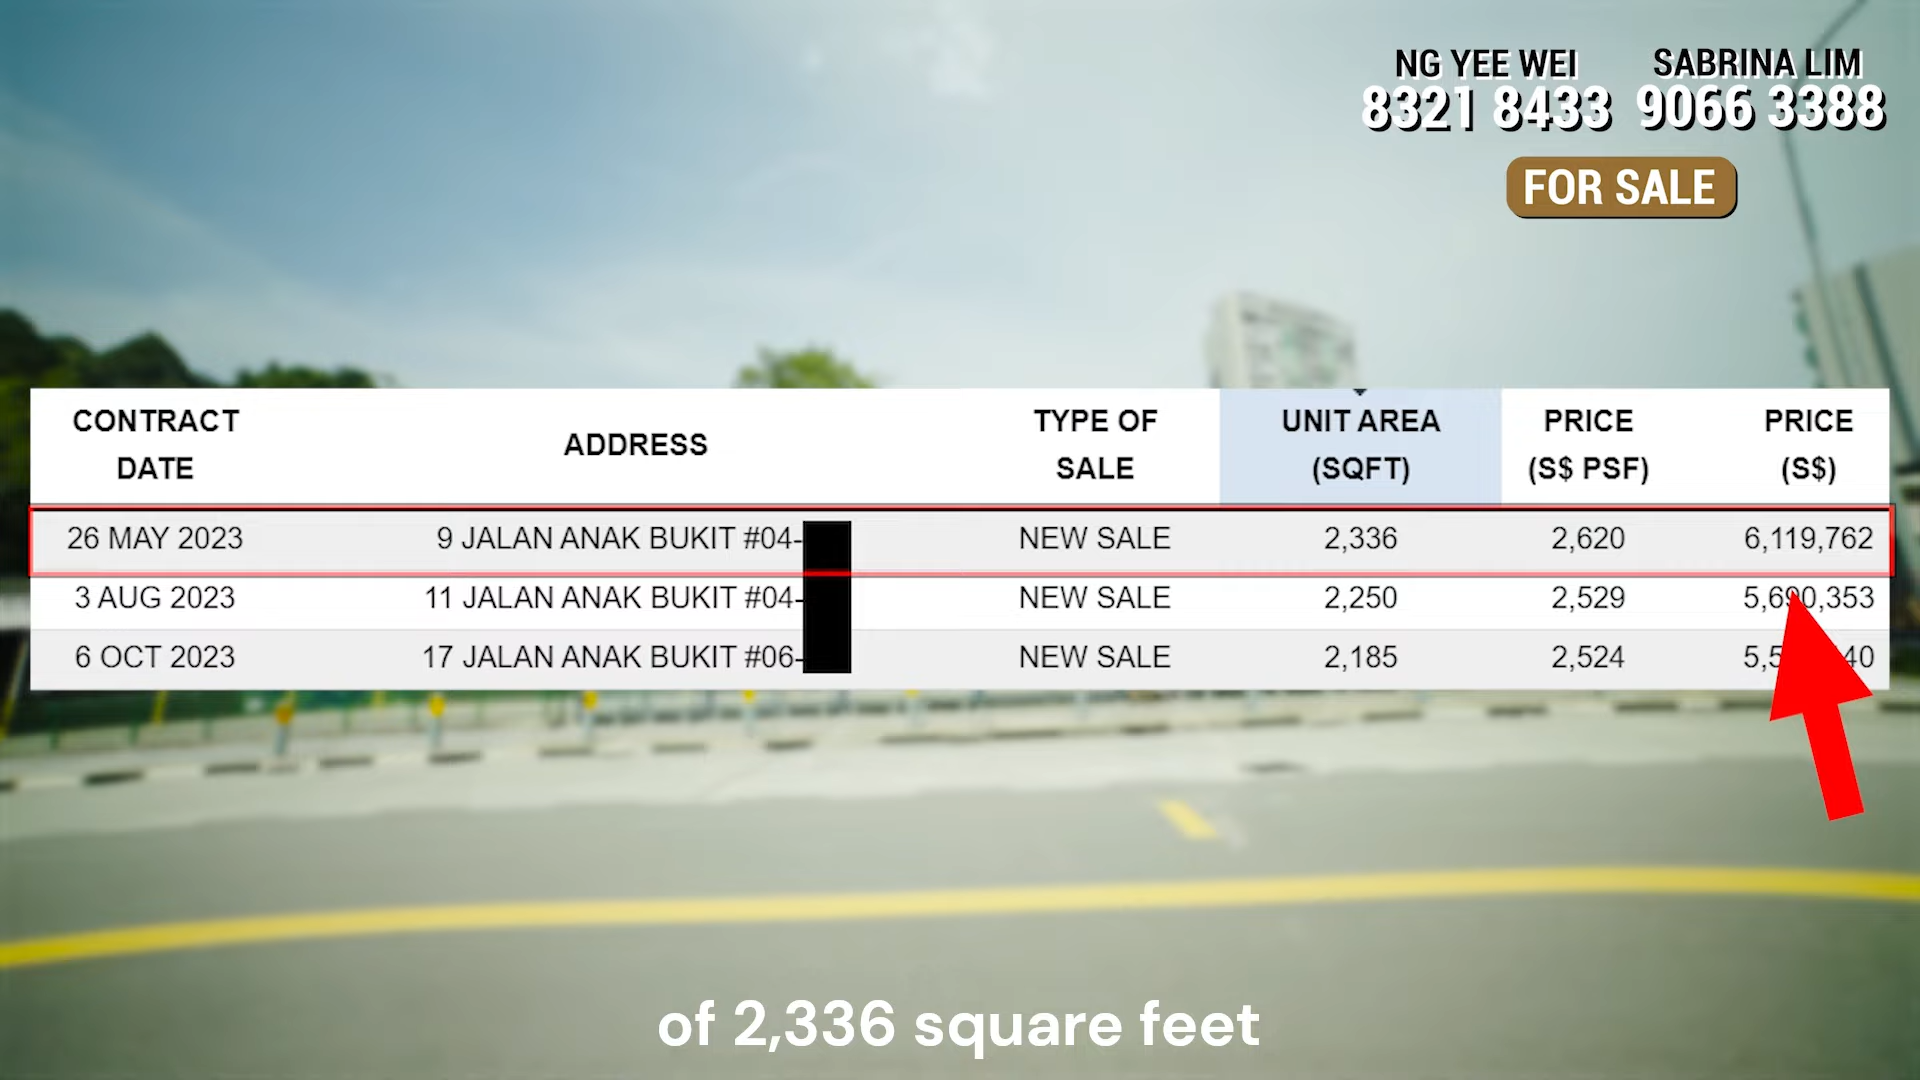 NG YEE WEI SABRINA LIM
8321 8433 9066 3388
FOR SALE
CONTRACT DATE ADDRESS TYPE OF SALE UNIT AREA (SQFT) PRICE (S$ PSF) PRICE (S$)
26 MAY 2023 9 JALAN ANAK BUKIT #04- NEW SALE 2,336 2,620 6,119,762
3 AUG 2023 11 JALAN ANAK BUKIT #04- NEW SALE 2,250 2,529 5,690,353
6 OCT 2023 17 JALAN ANAK BUKIT #06- NEW SALE 2,185 2,524
of 2,336 square feet